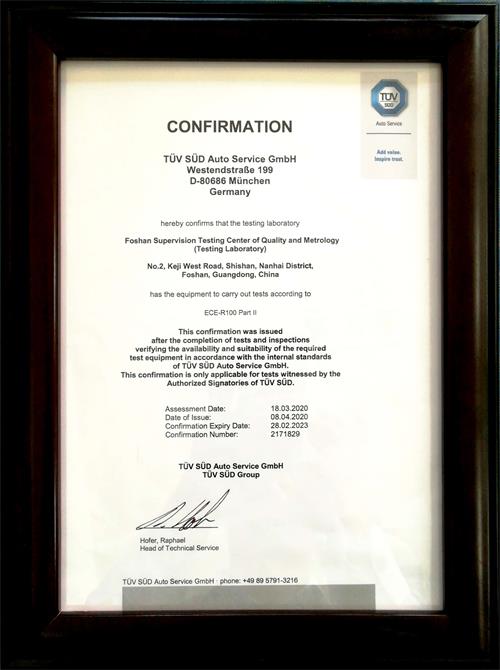 TÜV
SÜD
Auto Service
Add value.
Inspire trust.
CONFIRMATION
TÜV SÜD Auto Service GmbH
Westendstraße 199
D-80686 München
Germany
hereby confirms that the testing laboratory
Foshan Supervision Testing Center of Quality and Metrology
(Testing Laboratory)
No.2, Keji West Road, Shishan, Nanhai District,
Foshan, Guangdong, China
has the equipment to carry out tests according to
ECE-R100 Part II
This confirmation was issued
after the completion of tests and inspections
verifying the availability and suitability of the required
test equipment in accordance with the internal standards
of TÜV SÜD Auto Service GmbH.
This confirmation is only applicable for tests witnessed by the
Authorized Signatories of TÜV SÜD.
Assessment Date: 18.03.2020
Date of Issue: 08.04.2020
Confirmation Expiry Date: 28.02.2023
Confirmation Number: 2171829
TÜV SÜD Auto Service GmbH
TÜV SÜD Group
Hofer, Raphael
Head of Technical Service
TÜV SÜD Auto Service GmbH · phone: +49 89 5791-3216